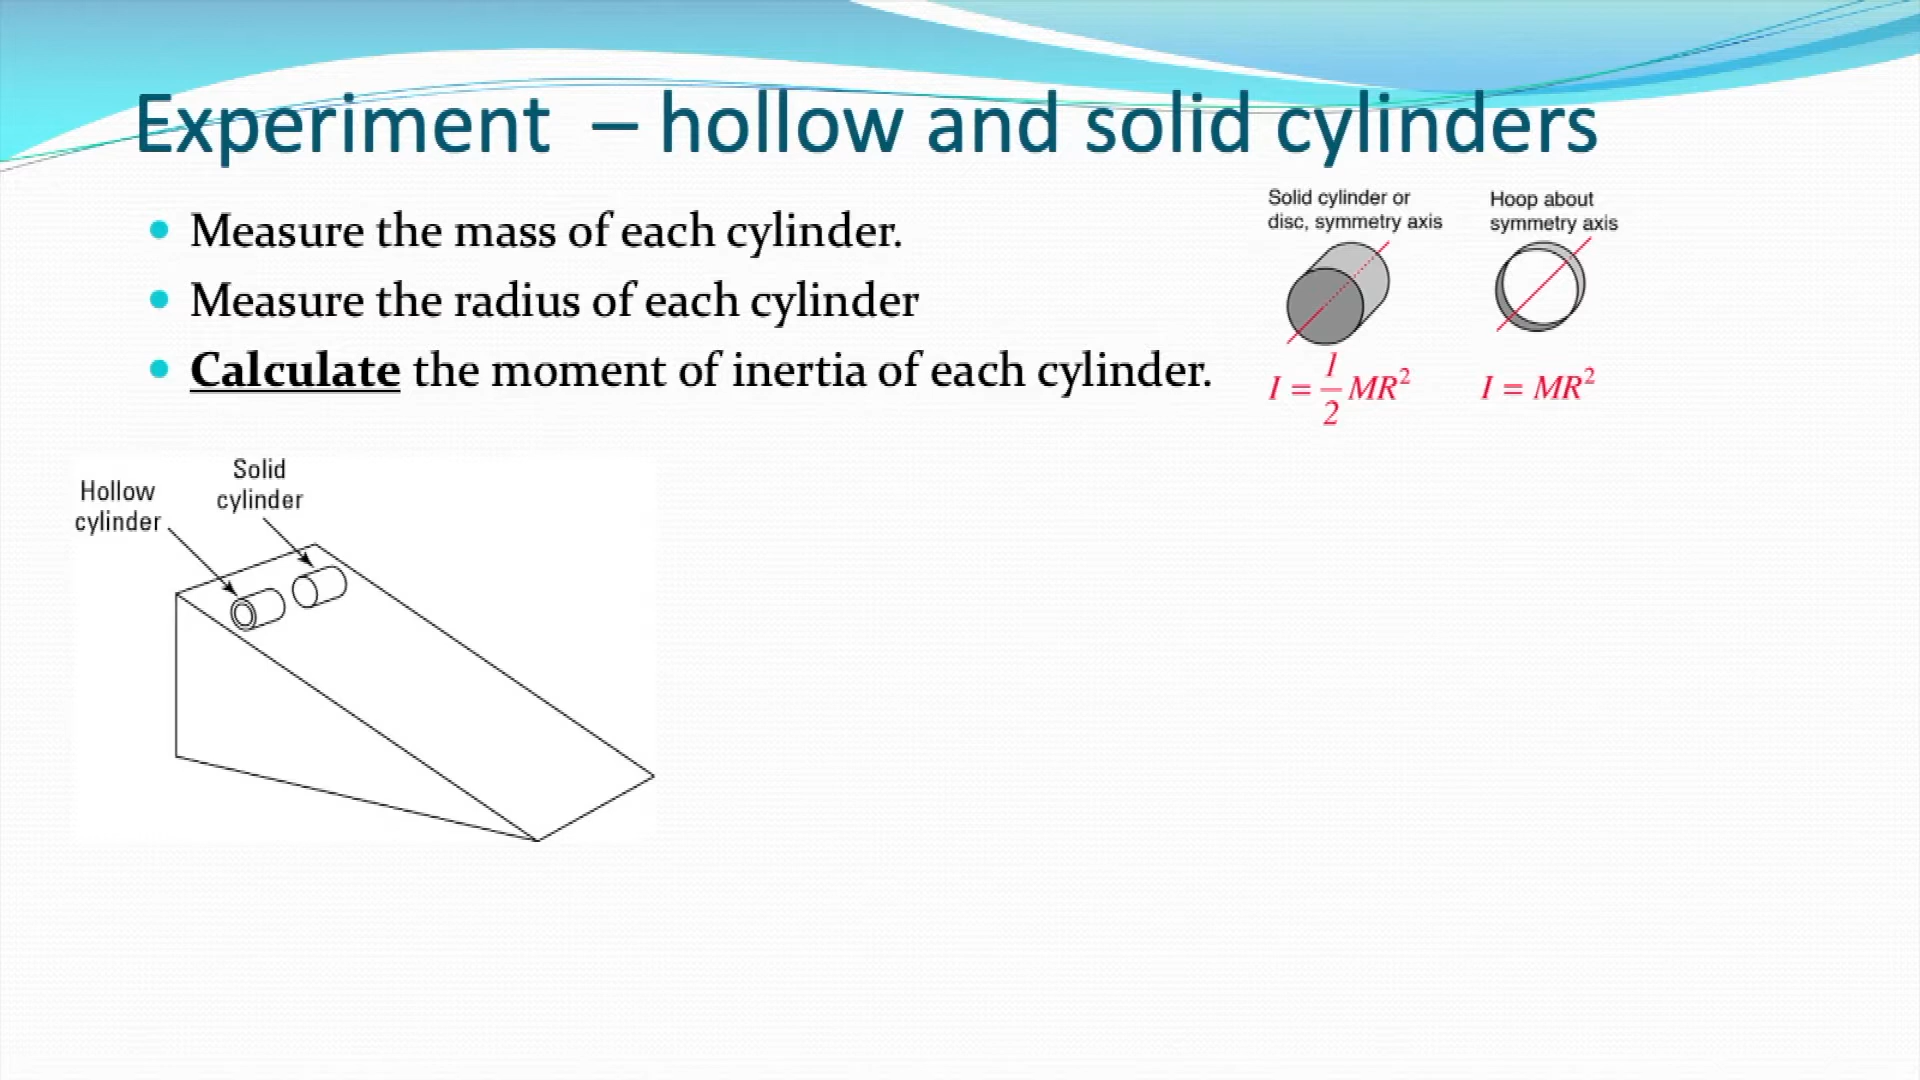 Experiment – hollow and solid cylinders
• Measure the mass of each cylinder.
• Measure the radius of each cylinder
• Calculate the moment of inertia of each cylinder.
Solid cylinder or
disc, symmetry axis
I = 1/2 MR²
Hoop about
symmetry axis
I = MR²
Hollow
cylinder
Solid
cylinder